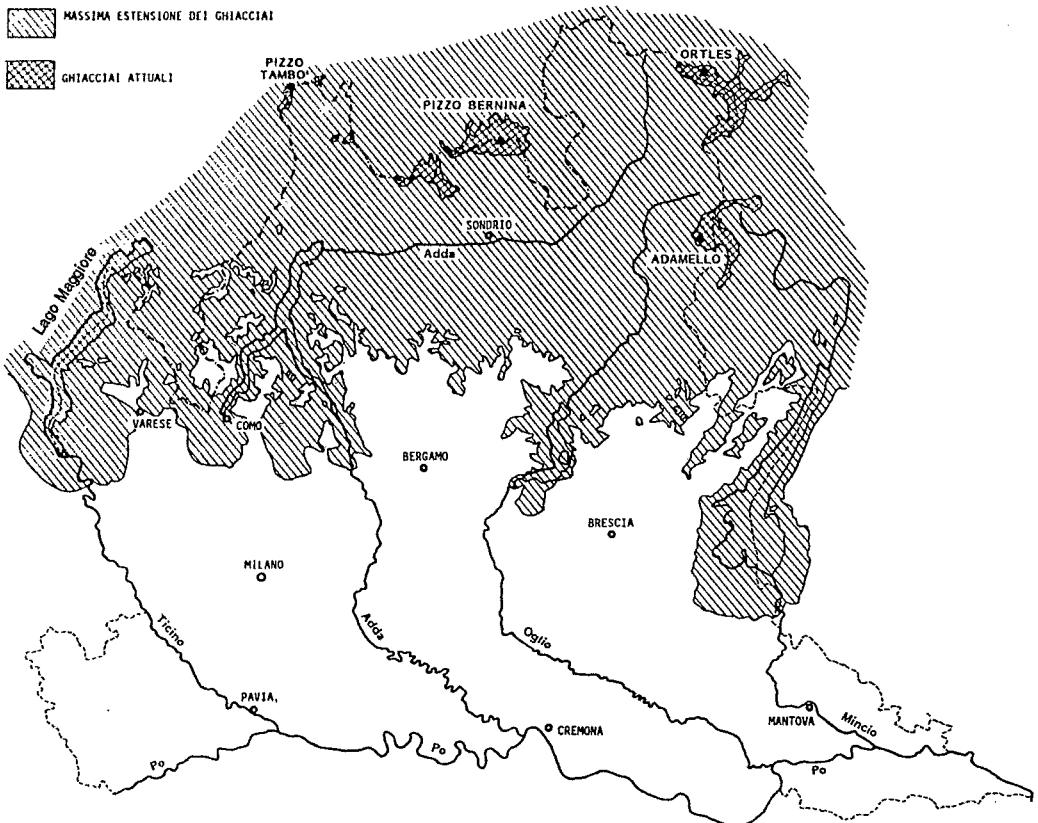 MASSIMA ESTENSIONE DEI GHIACCIAI
GHIACCIAI ATTUALI
PIZZO
TAMBO'
ORTLES
PIZZO BERNINA
SONDRIO
Adda
ADAMELLO
Lago Maggiore
VARESE
COMO
BERGAMO
BRESCIA
MILANO
Ticino
Adda
Oglio
PAVIA,
CREMONA
MANTOVA
Mincio
Po
Po
Po